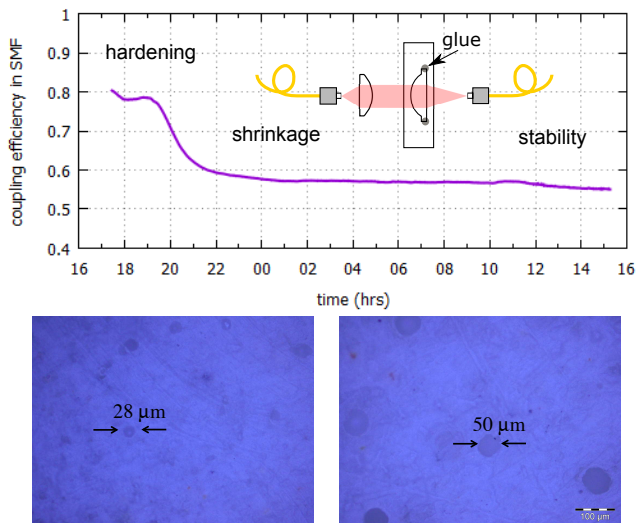 coupling efficiency in SMF
1
0.9
0.8
0.7
0.6
0.5
0.4
hardening
glue
shrinkage
stability
16 18 20 22 00 02 04 06 08 10 12 14 16
time (hrs)
28 μm
50 μm
100 μm